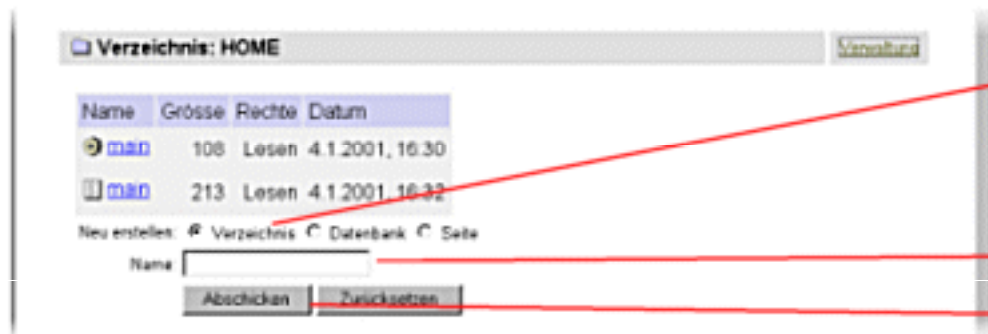 Verzeichnis: HOME Verwaltung
Name Grösse Rechte Datum
main 108 Lesen 4.1.2001, 16:30
main 213 Lesen 4.1.2001, 16:32
Neu erstellen: Verzeichnis Datenbank Seite
Name
Abschicken Zurücksetzen